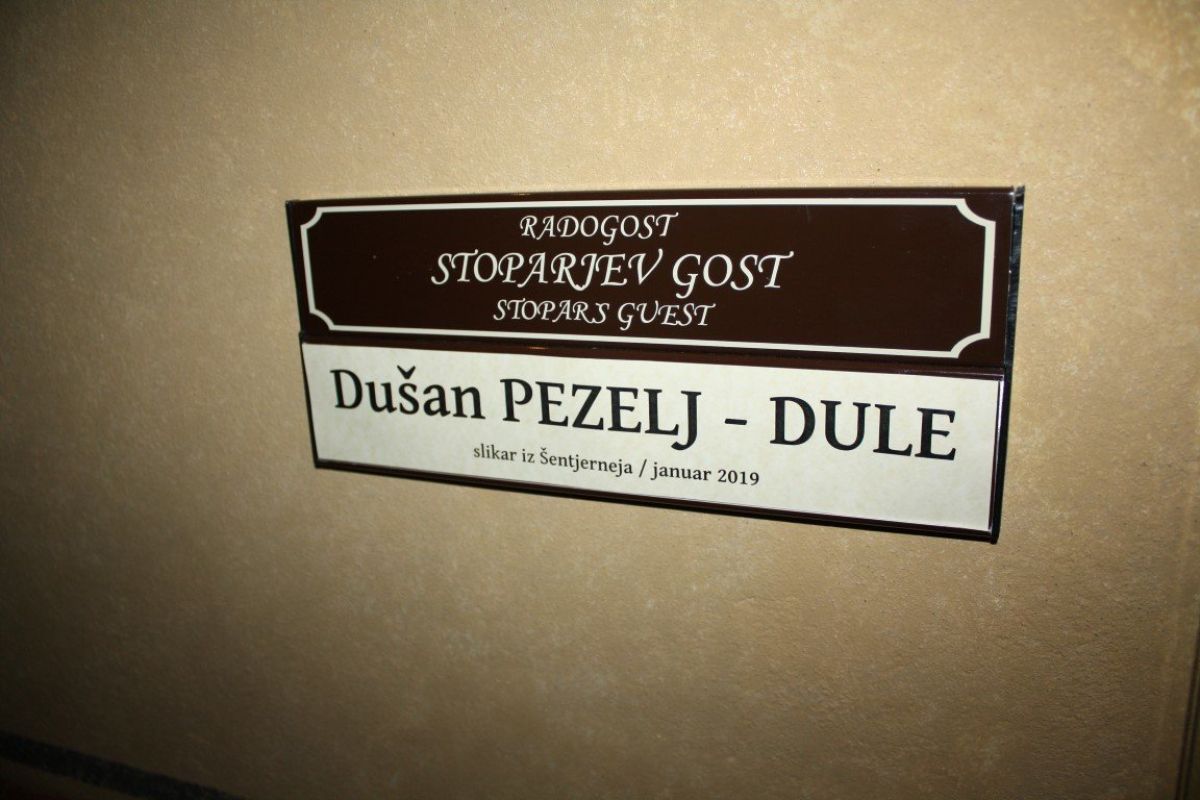 RADOGOST
STOPARJEV GOST
STOPARS GUEST
Dušan PEZELJ - DULE
slikar iz Šentjerneja / januar 2019